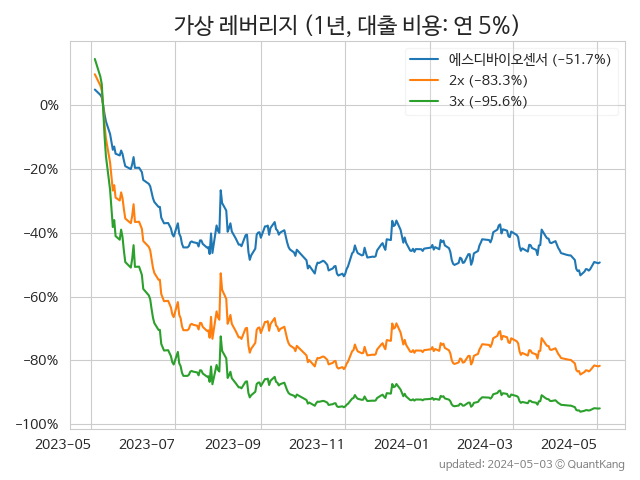 가상 레버리지 (1년, 대출 비용: 연 5%)
에스디바이오센서 (-51.7%)
2x (-83.3%)
3x (-95.6%)
0%
-20%
-40%
-60%
-80%
-100%
2023-05 2023-07 2023-09 2023-11 2024-01 2024-03 2024-05
updated: 2024-05-03 © QuantKang